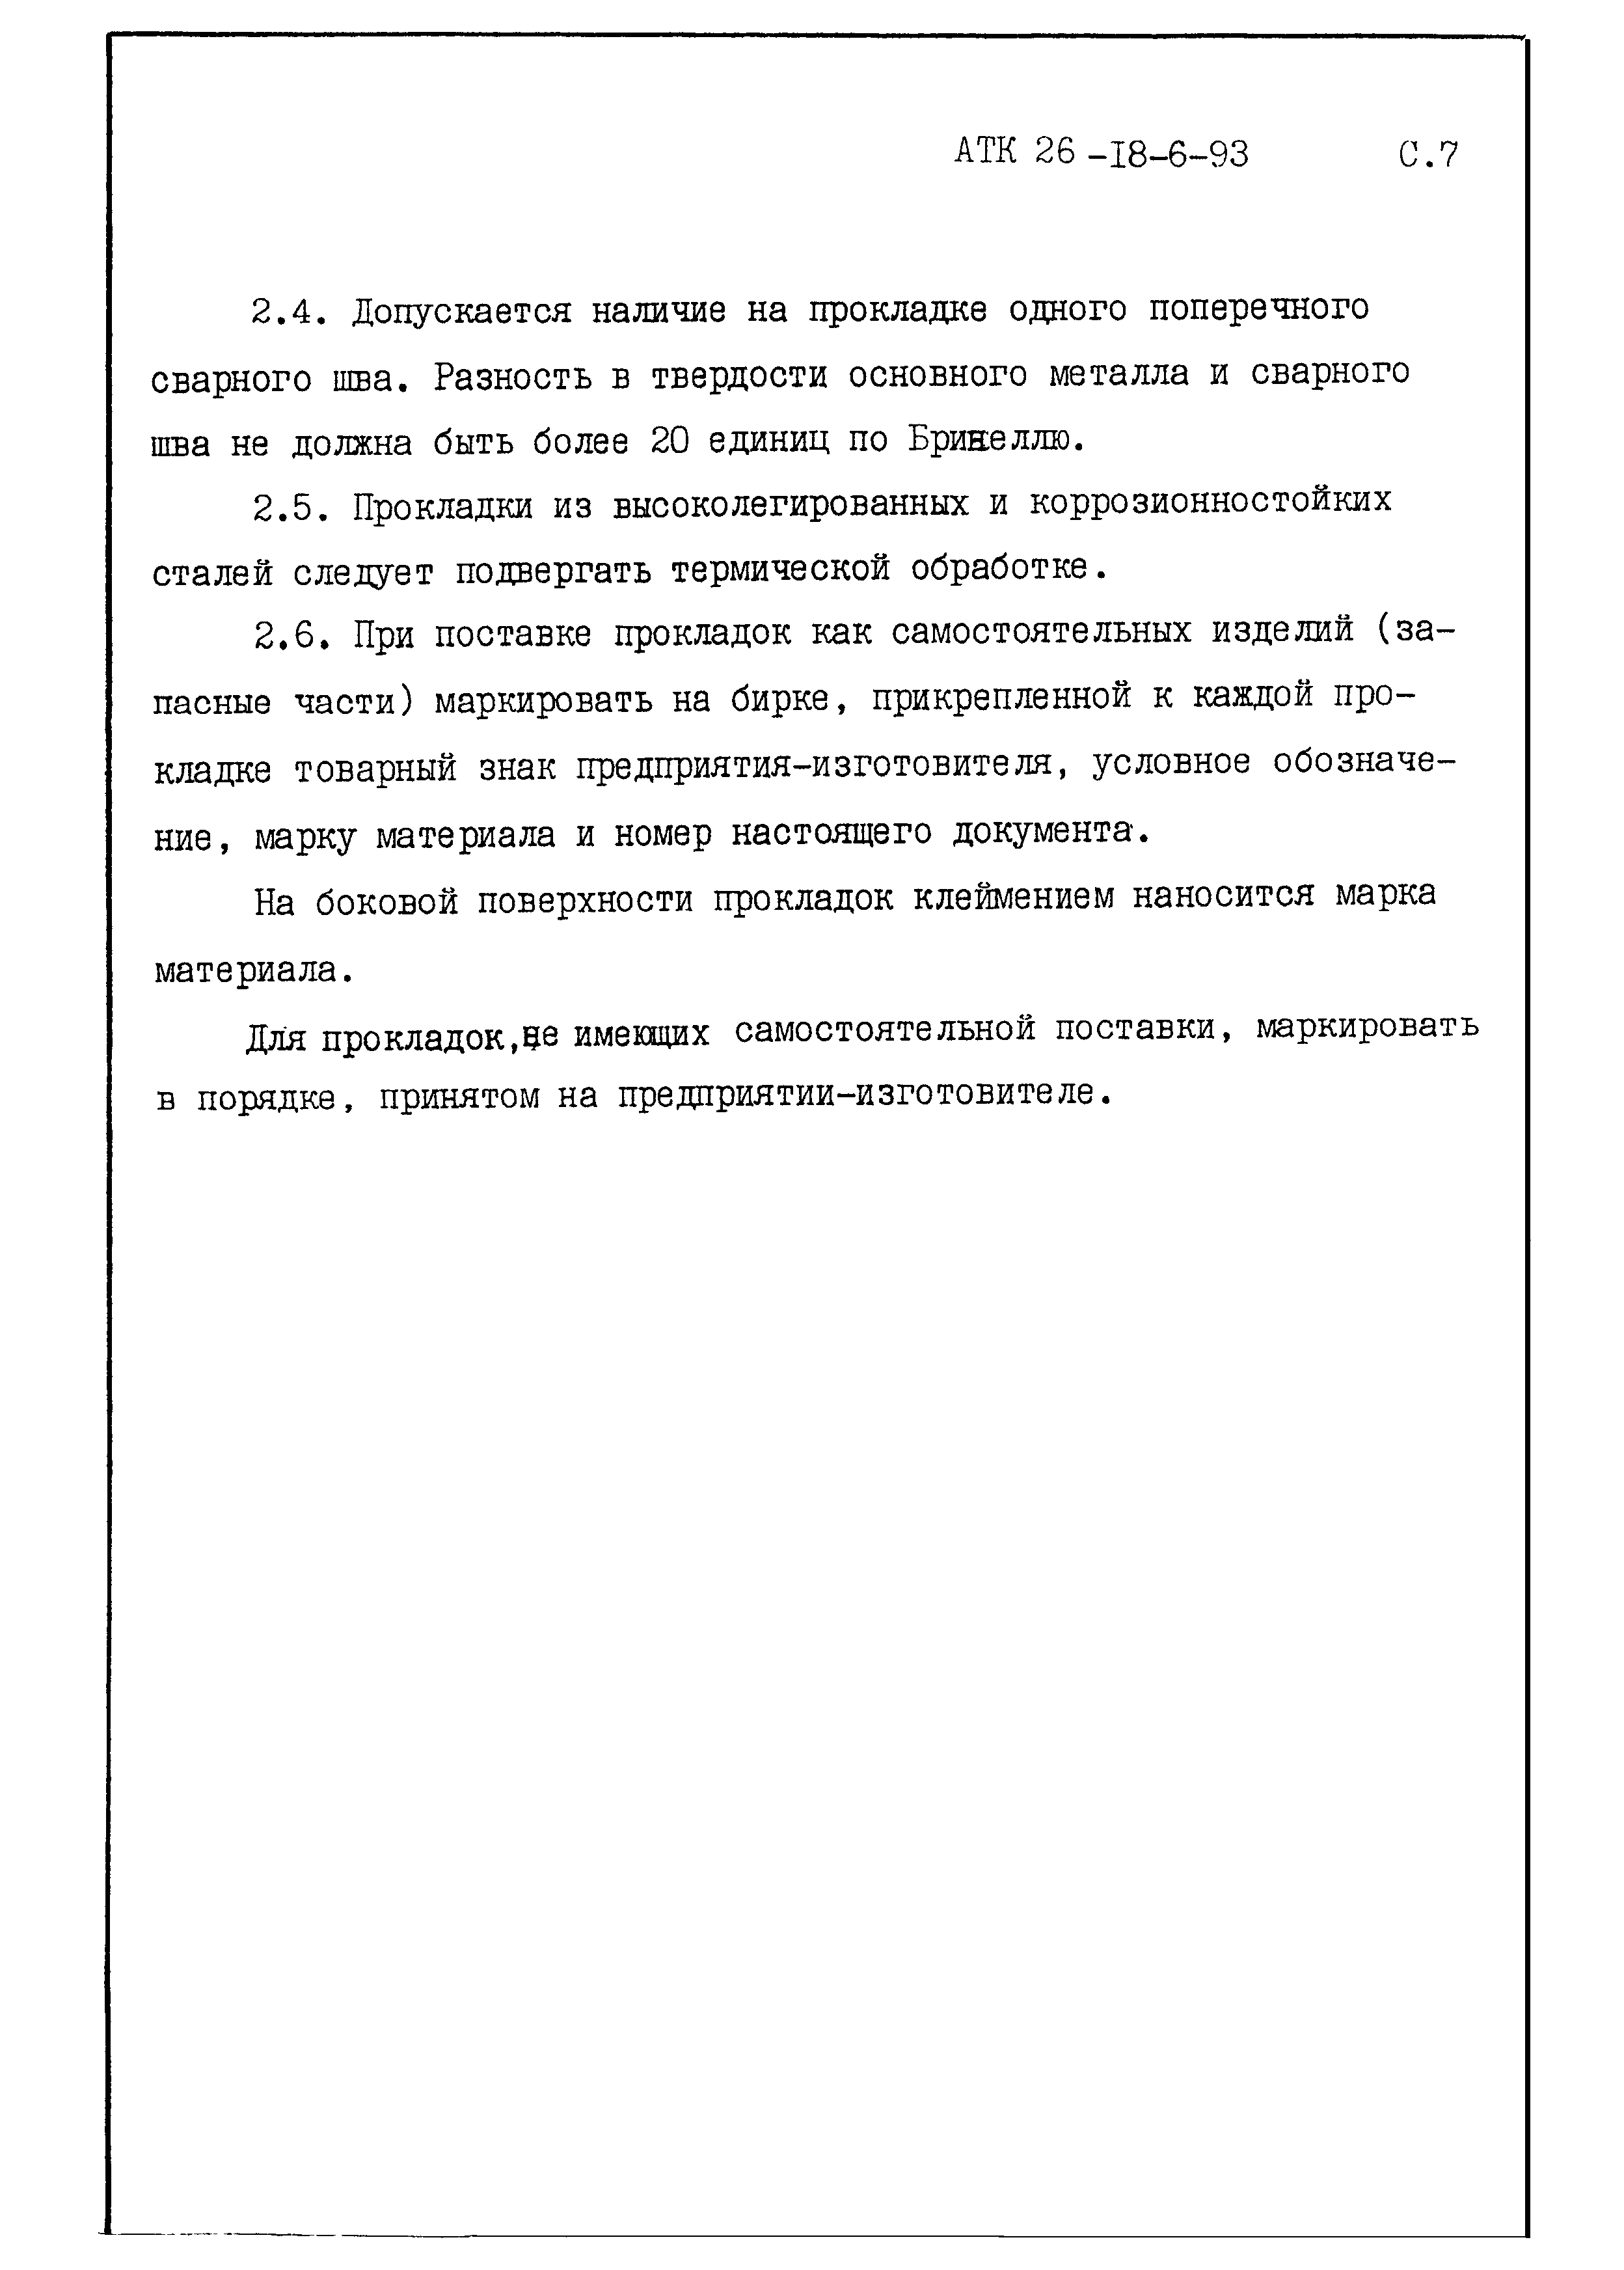 АТК 26-I8-6-93 С.7
2.4. Допускается наличие на прокладке одного поперечного
сварного шва. Разность в твердости основного металла и сварного
шва не должна быть более 20 единиц по Бринеллю.
2.5. Прокладки из высоколегированных и коррозионностойких
сталей следует подвергать термической обработке.
2.6. При поставке прокладок как самостоятельных изделий (за-
пасные части) маркировать на бирке, прикрепленной к каждой про-
кладке товарный знак предприятия-изготовителя, условное обозначе-
ние, марку материала и номер настоящего документа.
На боковой поверхности прокладок клеймением наносится марка
материала.
Для прокладок, не имеющих самостоятельной поставки, маркировать
в порядке, принятом на предприятии-изготовителе.